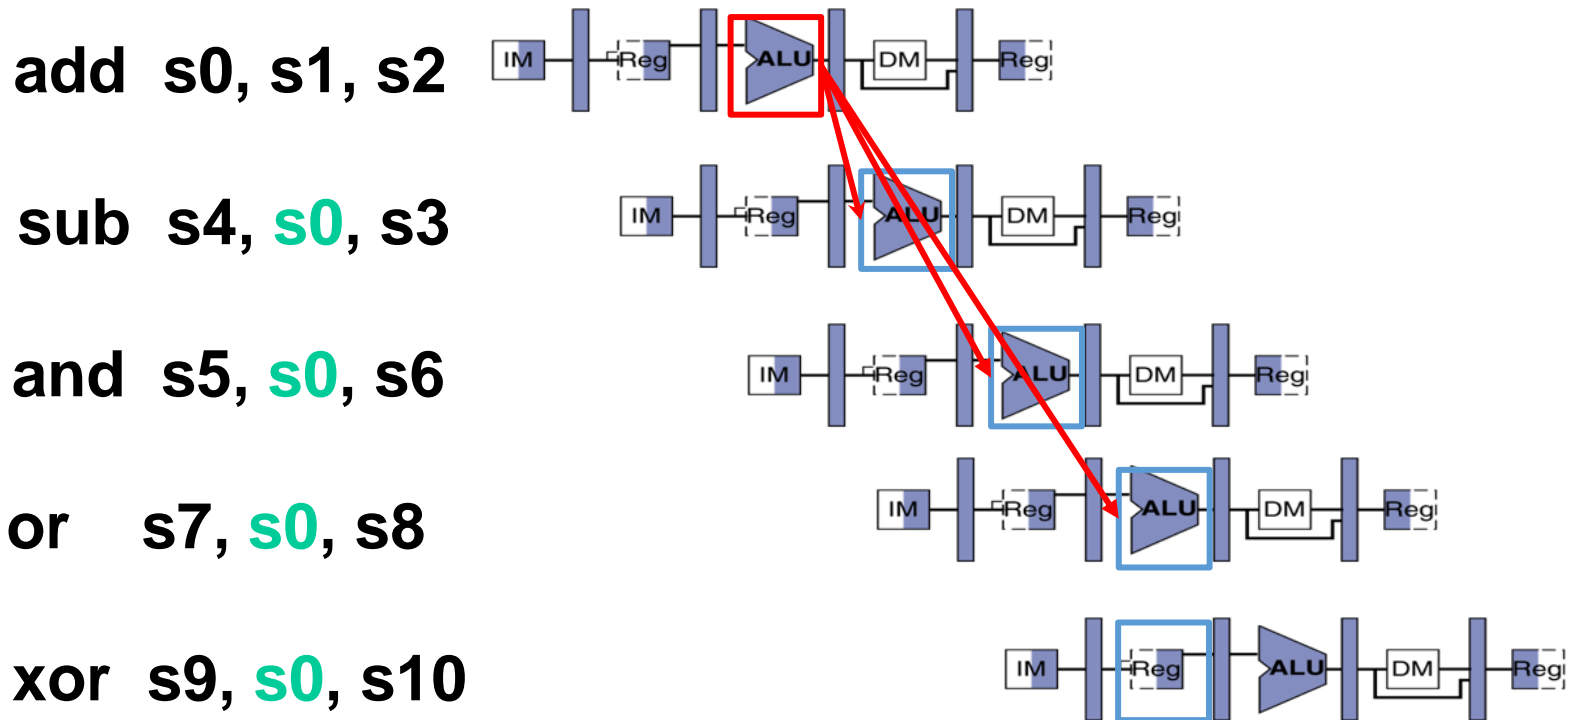 add s0, s1, s2 IM Reg ALU DM Reg
sub s4, s0, s3 IM Reg ALU DM Reg
and s5, s0, s6 IM Reg ALU DM Reg
or s7, s0, s8 IM Reg ALU DM Reg
xor s9, s0, s10 IM Reg ALU DM Reg